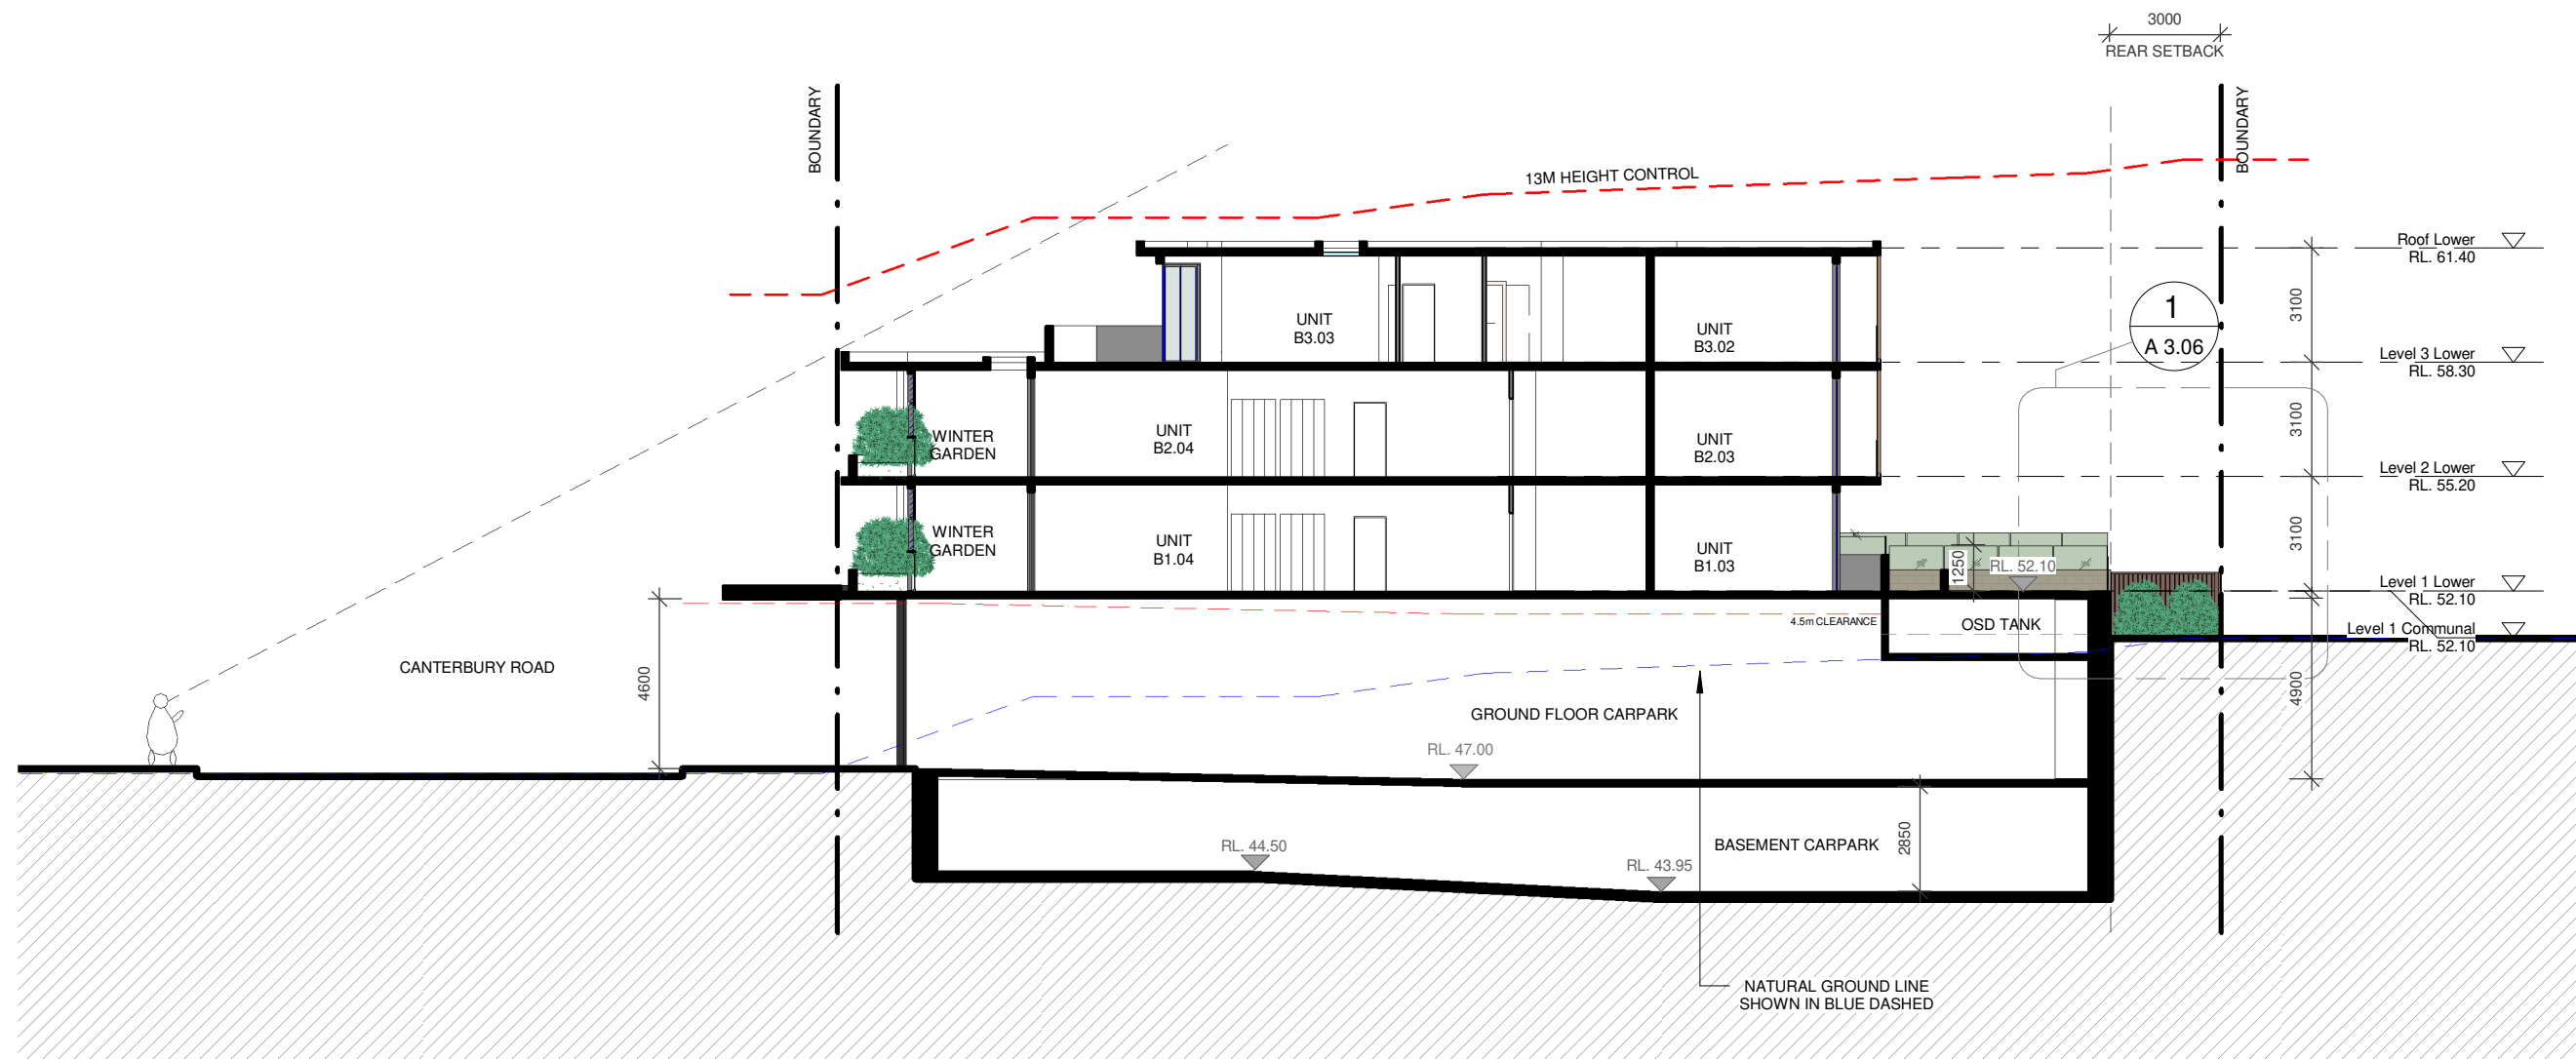 3000
REAR SETBACK
BOUNDARY
BOUNDARY
13M HEIGHT CONTROL
Roof Lower
RL. 61.40
3100
1
A 3.06
UNIT
B3.03
UNIT
B3.02
Level 3 Lower
RL. 58.30
3100
WINTER
GARDEN
UNIT
B2.04
UNIT
B2.03
Level 2 Lower
RL. 55.20
3100
WINTER
GARDEN
UNIT
B1.04
UNIT
B1.03
1250
RL. 52.10
Level 1 Lower
RL. 52.10
4.5m CLEARANCE
OSD TANK
Level 1 Communal
RL. 52.10
CANTERBURY ROAD
4600
4900
GROUND FLOOR CARPARK
RL. 47.00
RL. 44.50
RL. 43.95
BASEMENT CARPARK
2850
NATURAL GROUND LINE
SHOWN IN BLUE DASHED